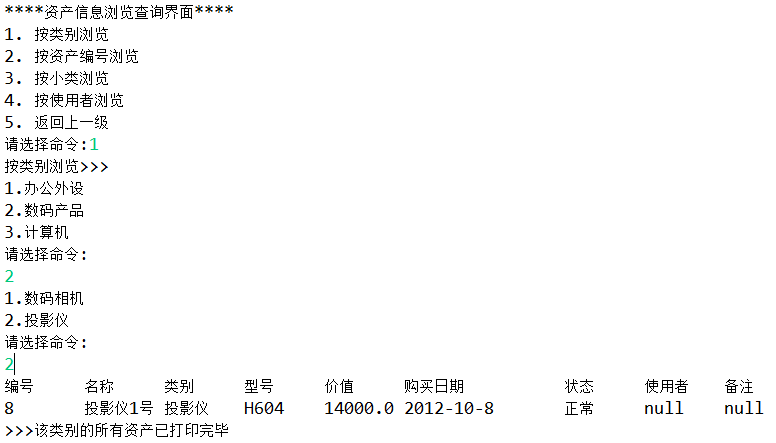 ****资产信息浏览查询界面****
1. 按类别浏览
2. 按资产编号浏览
3. 按小类浏览
4. 按使用者浏览
5. 返回上一级
请选择命令:1
按类别浏览>>>
1.办公外设
2.数码产品
3.计算机
请选择命令:
2
1.数码相机
2.投影仪
请选择命令:
2
编号 名称 类别 型号 价值 购买日期 状态 使用者 备注
8 投影仪1号 投影仪 H604 14000.0 2012-10-8 正常 null null
>>>该类别的所有资产已打印完毕